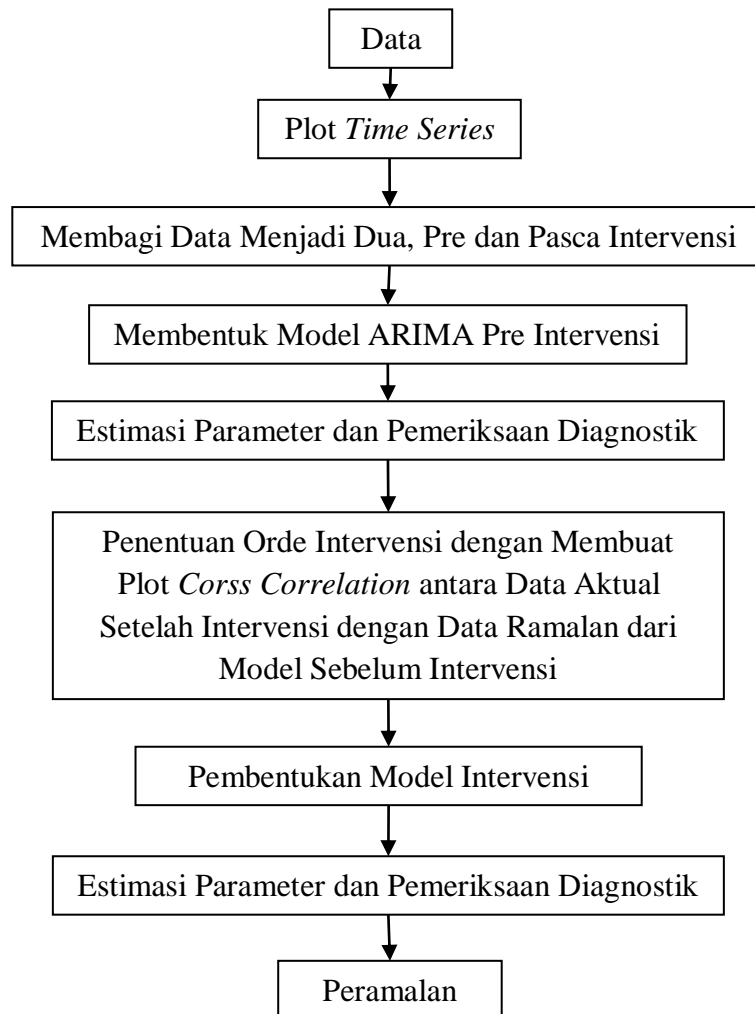 Data
Plot Time Series
Membagi Data Menjadi Dua, Pre dan Pasca Intervensi
Membentuk Model ARIMA Pre Intervensi
Estimasi Parameter dan Pemeriksaan Diagnostik
Penentuan Orde Intervensi dengan Membuat
Plot Corss Correlation antara Data Aktual
Setelah Intervensi dengan Data Ramalan dari
Model Sebelum Intervensi
Pembentukan Model Intervensi
Estimasi Parameter dan Pemeriksaan Diagnostik
Peramalan